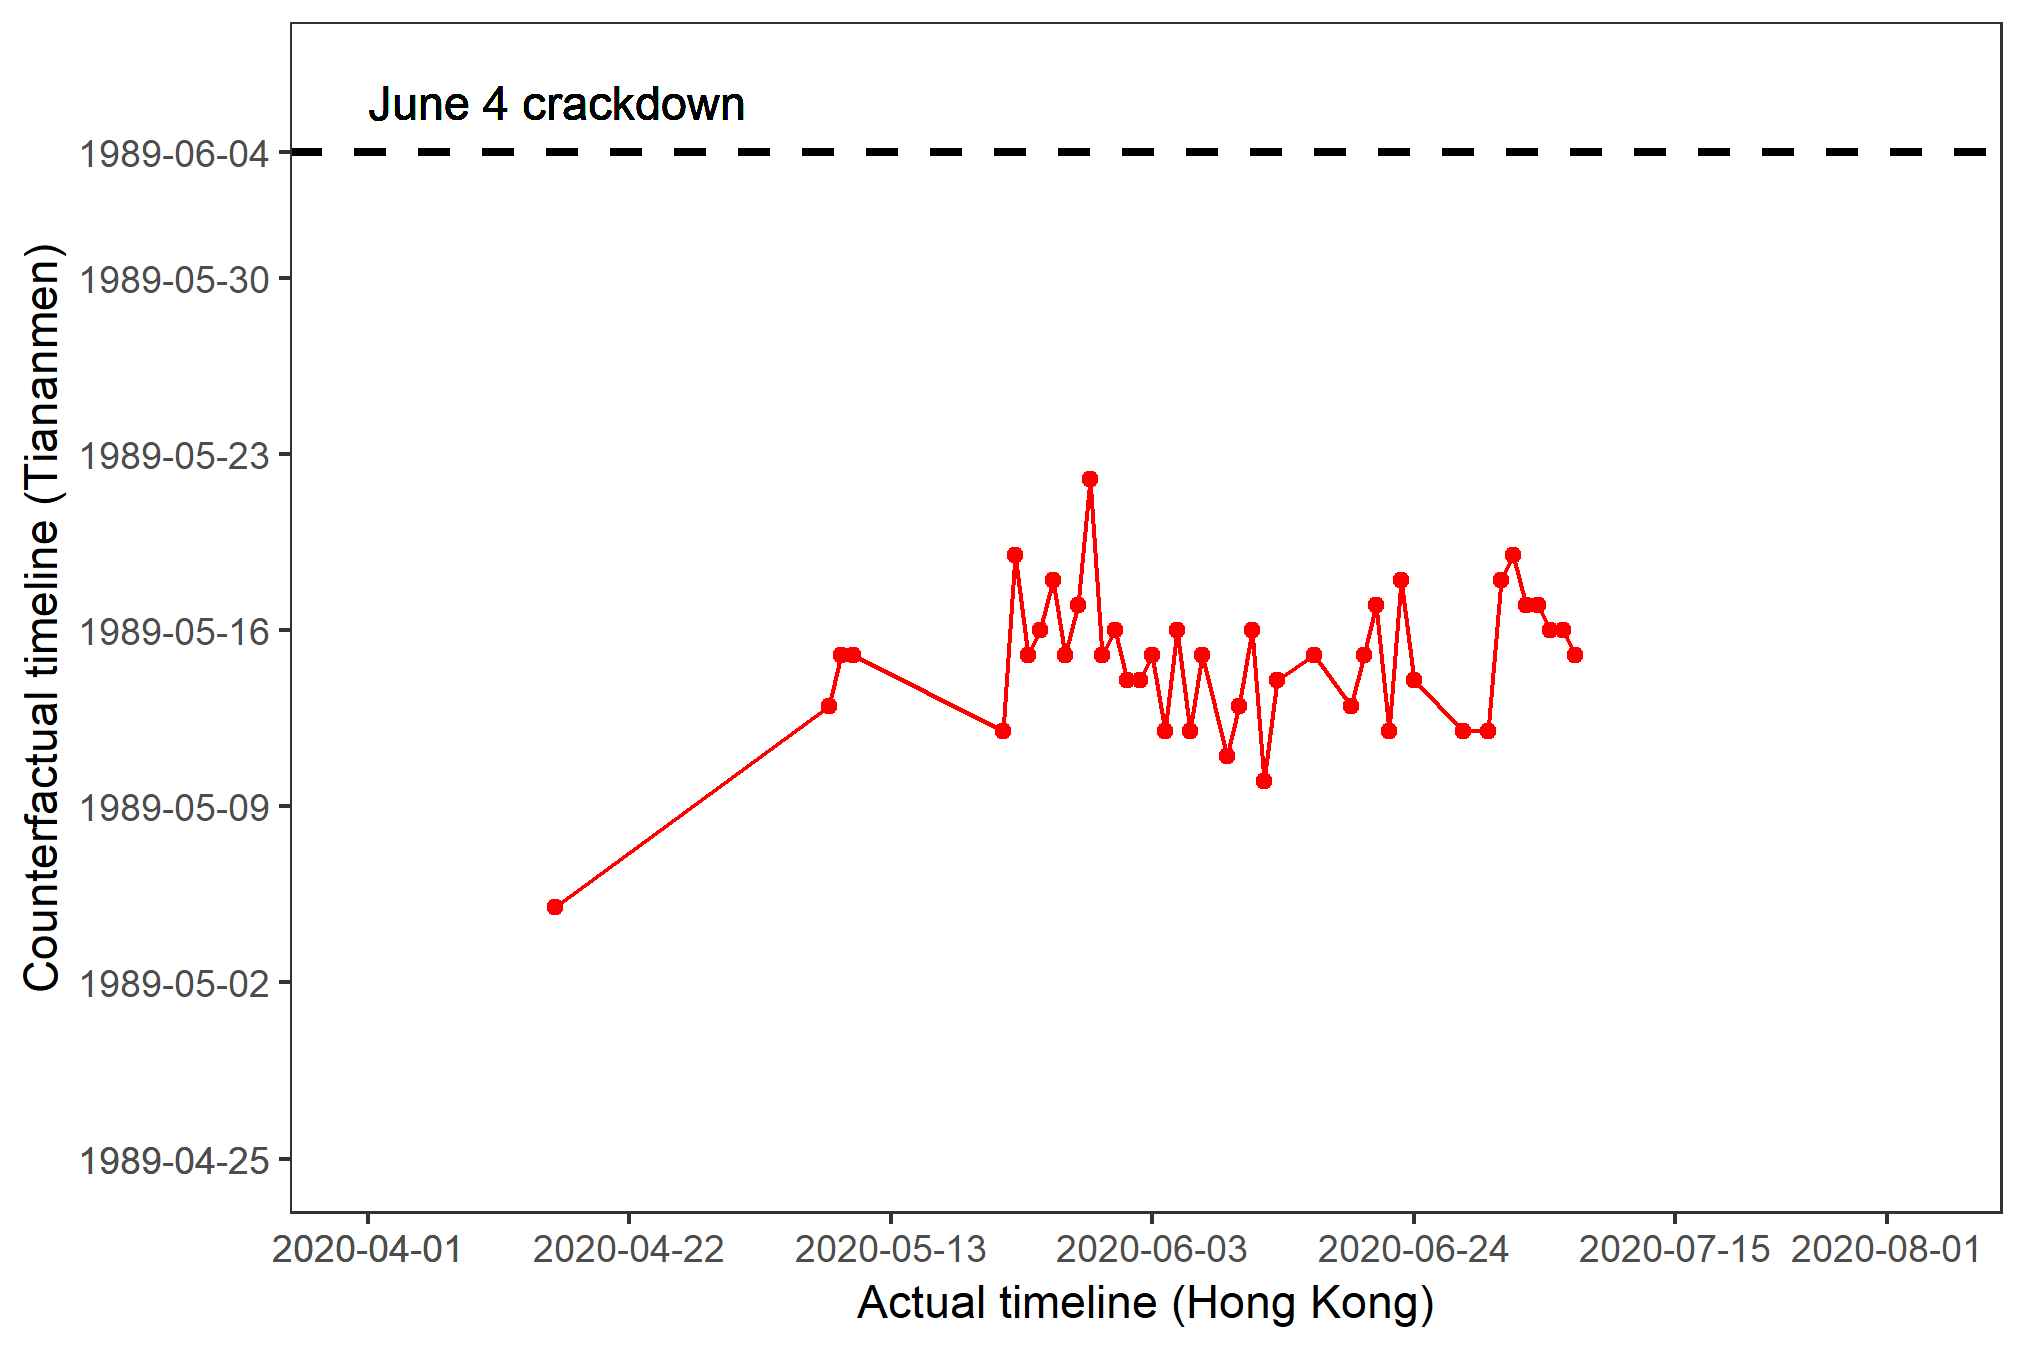 June 4 crackdown
1989-06-04
1989-05-30
1989-05-23
1989-05-16
1989-05-09
1989-05-02
1989-04-25
Counterfactual timeline (Tiananmen)
2020-04-01 2020-04-22 2020-05-13 2020-06-03 2020-06-24 2020-07-15 2020-08-01
Actual timeline (Hong Kong)